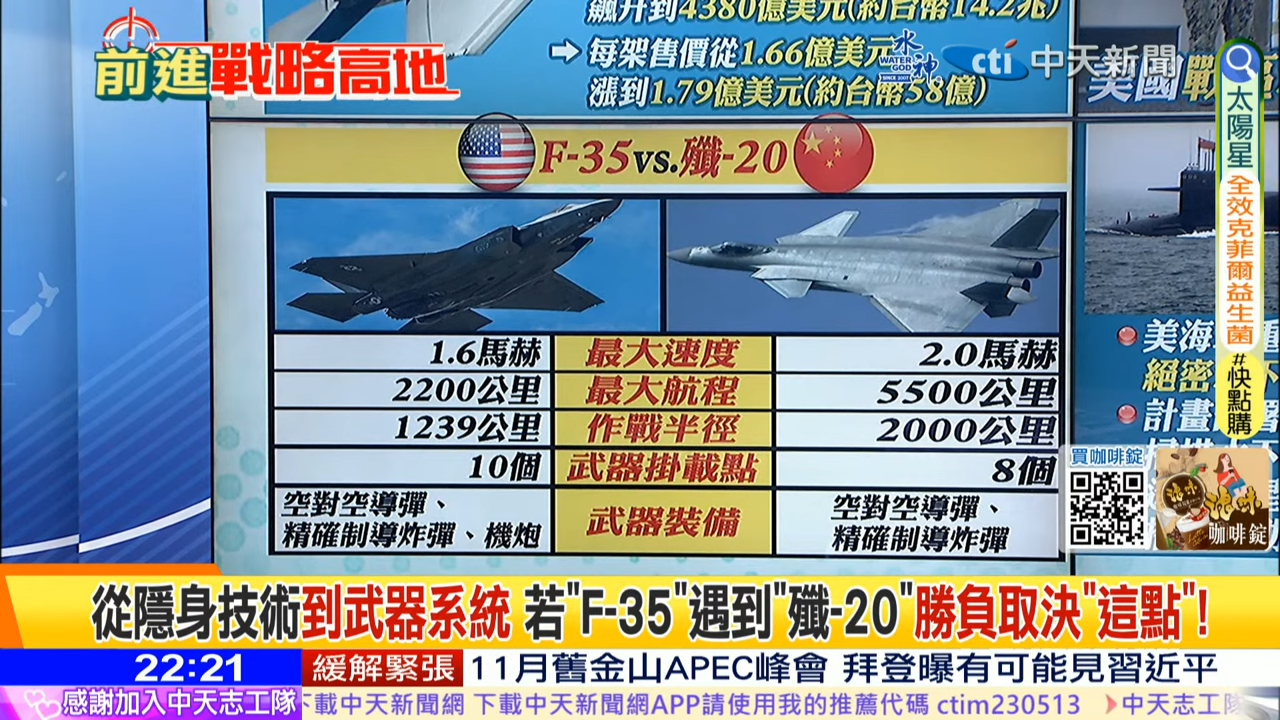 飆升到4380億美元(約台幣14.2兆)
每架售價從1.66億美元
漲到1.79億美元(約台幣58億)
前進戰略高地
水神
WATER GOD
SINCE 2007
cti 中天新聞
美國戰
太陽星
全效克菲爾益生菌
#快點購
F-35vs.殲-20
1.6馬赫 最大速度 2.0馬赫
2200公里 最大航程 5500公里
1239公里 作戰半徑 2000公里
10個 武器掛載點 8個
空對空導彈、
精確制導炸彈、機炮
武器裝備
空對空導彈、
精確制導炸彈
美海
絕密
計畫
買咖啡錠
咖啡錠
從隱身技術到武器系統 若"F-35"遇到"殲-20"勝負取決"這點"!
22:21 緩解緊張 11月舊金山APEC峰會 拜登曝有可能見習近平
感謝加入中天志工隊 下載中天新聞網 下載中天新聞網APP請使用我的推薦代碼 ctim230513 中天志工隊